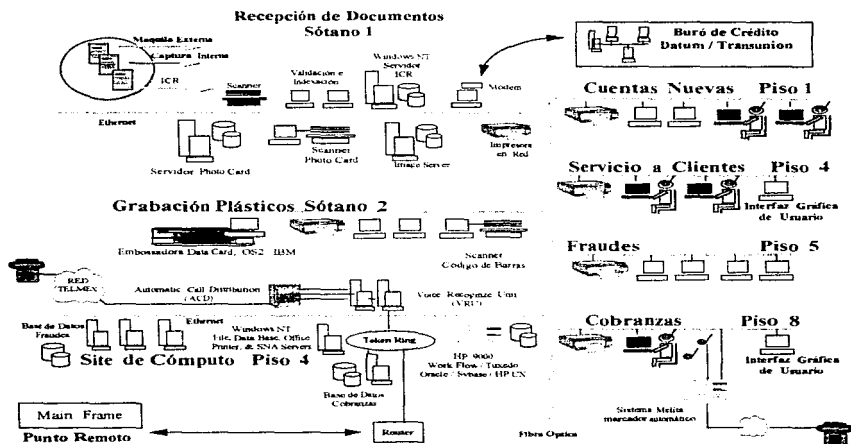 Recepción de Documentos
Sótano 1
Maquila Externa
Captura Interna
ICR
Scanner
Validación e
Indexación
Windows NT
Servidor
ICR
Modem
Ethernet
Servidor Photo Card
Scanner
Photo Card
Image Server
Impresora
en Red
Buró de Crédito
Datum / Transunion
Cuentas Nuevas Piso 1
Servicio a Clientes Piso 4
Interfaz Gráfica
de Usuario
Fraudes Piso 5
Cobranzas Piso 8
Interfaz Gráfica
de Usuario
Sistema Melita
marcador automático
Fibra Optica
Grabación Plásticos Sótano 2
Embossadora Data Card, OS2 IBM
Scanner
Código de Barras
RED
TELMEX
Automatic Call Distribution
(ACD)
Voice Recognize Unit
(VRU)
Base de Datos
Fraudes
Ethernet
Windows NT
File, Data Base, Office
Printer, & SNA Servers
Token Ring
HP 9000
Work Flow / Tuxedo
Oracle / Sybase / HP UX
Site de Cómputo Piso 4
Base de Datos
Cobranzas
Main Frame
Punto Remoto
Router